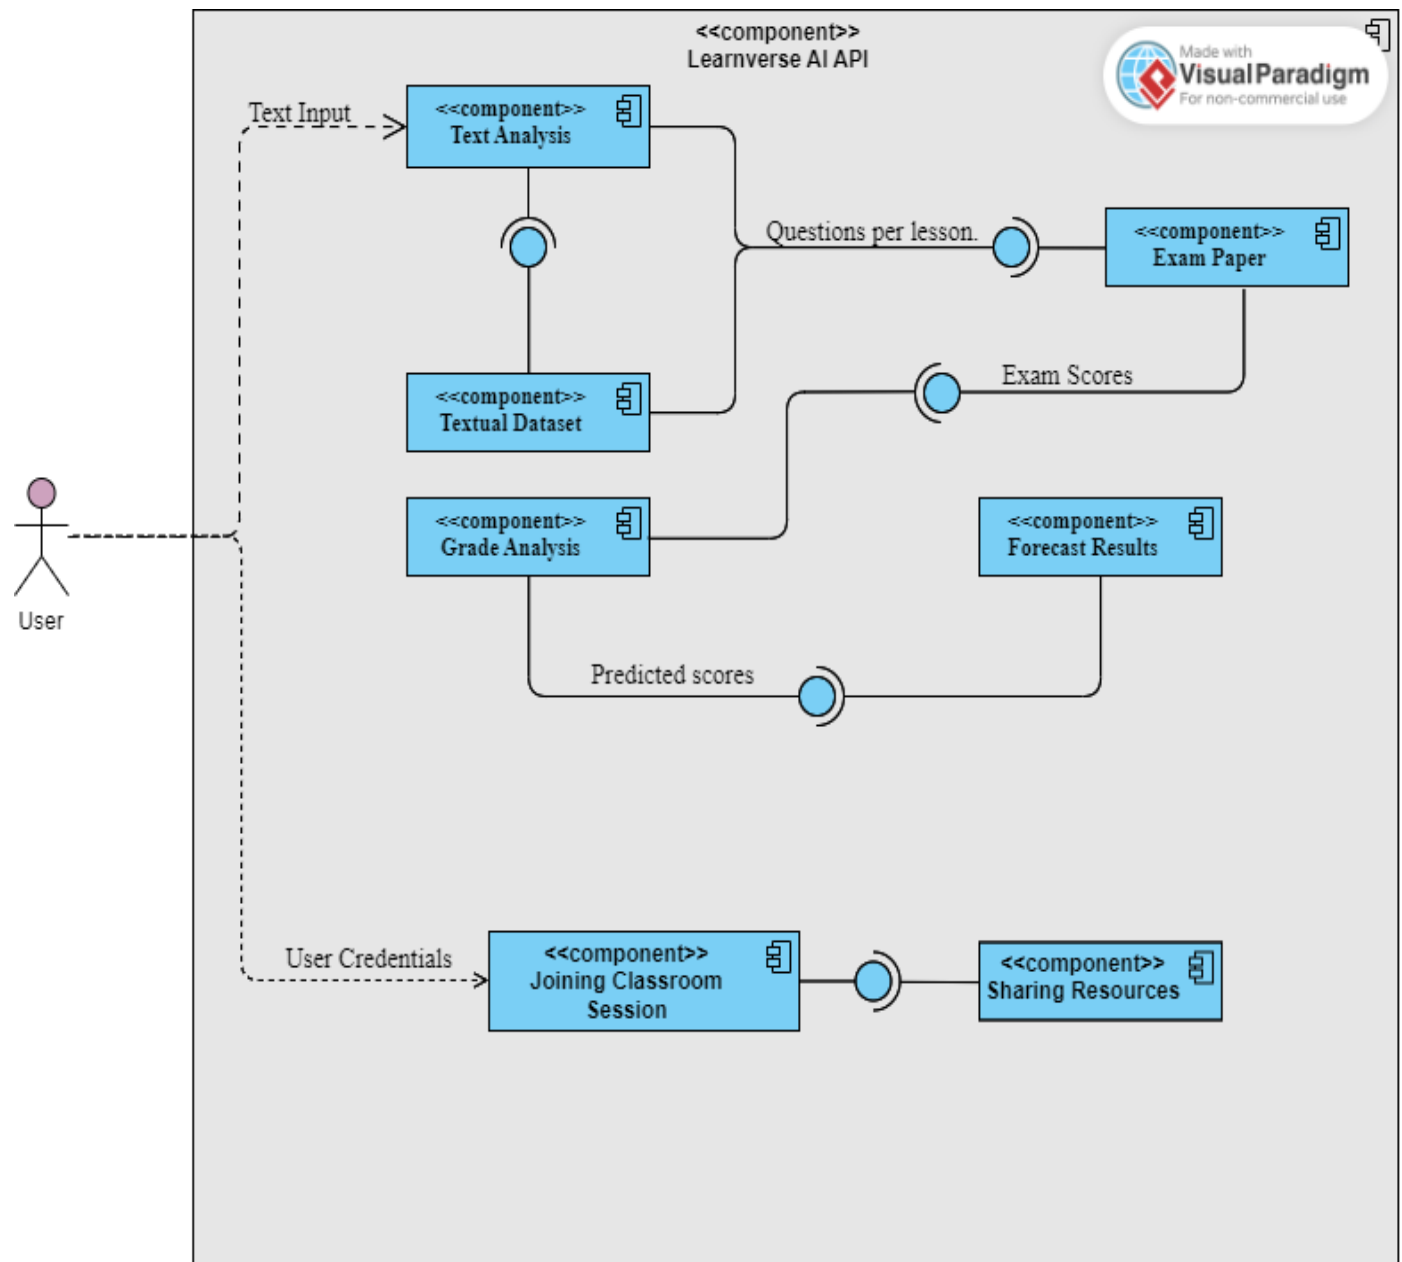 <<component>>
Learnverse AI API
Made with
Visual Paradigm
For non-commercial use
Text Input
<<component>>
Text Analysis
Questions per lesson.
<<component>>
Exam Paper
Exam Scores
<<component>>
Textual Dataset
<<component>>
Grade Analysis
<<component>>
Forecast Results
User
Predicted scores
User Credentials
<<component>>
Joining Classroom
Session
<<component>>
Sharing Resources